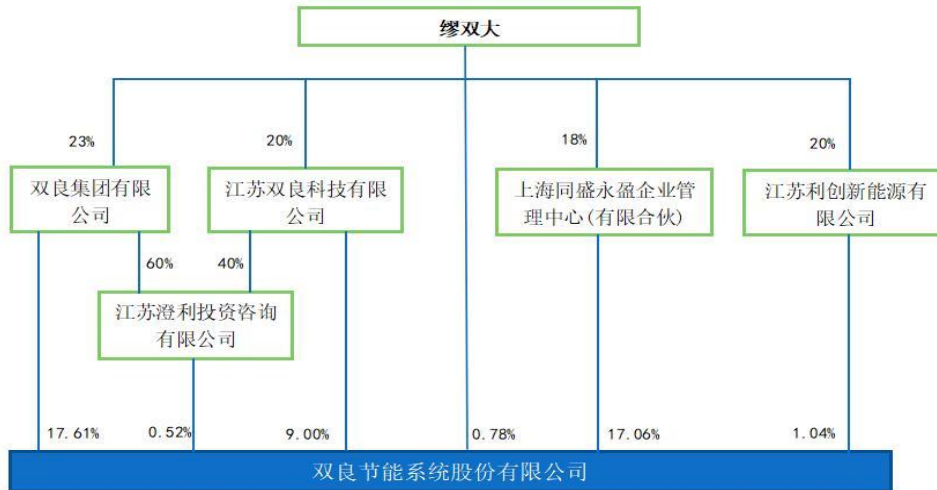 缪双大
23%
20%
18%
20%
双良集团有限
公司
江苏双良科技有限
公司
上海同盛永盈企业管
理中心(有限合伙)
江苏利创新能源有
限公司
60%
40%
江苏澄利投资咨询
有限公司
17.61%
0.52%
9.00%
0.78%
17.06%
1.04%
双良节能系统股份有限公司